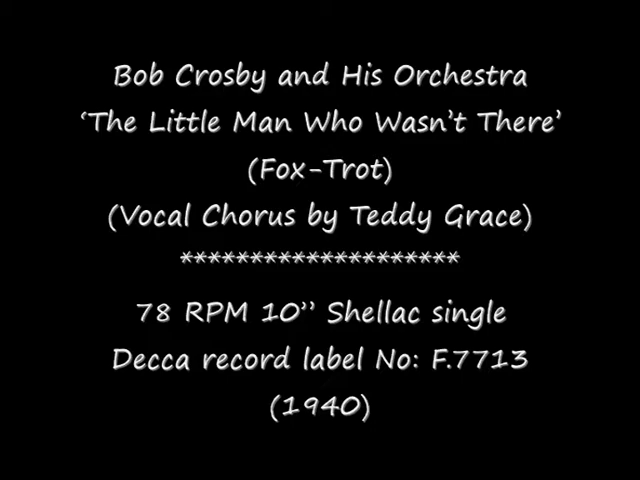 Bob Crosby and His Orchestra
‘The Little Man Who Wasn’t There’
(Fox-Trot)
(Vocal Chorus by Teddy Grace)
********************
78 RPM 10” Shellac single
Decca record label No: F.7713
(1940)